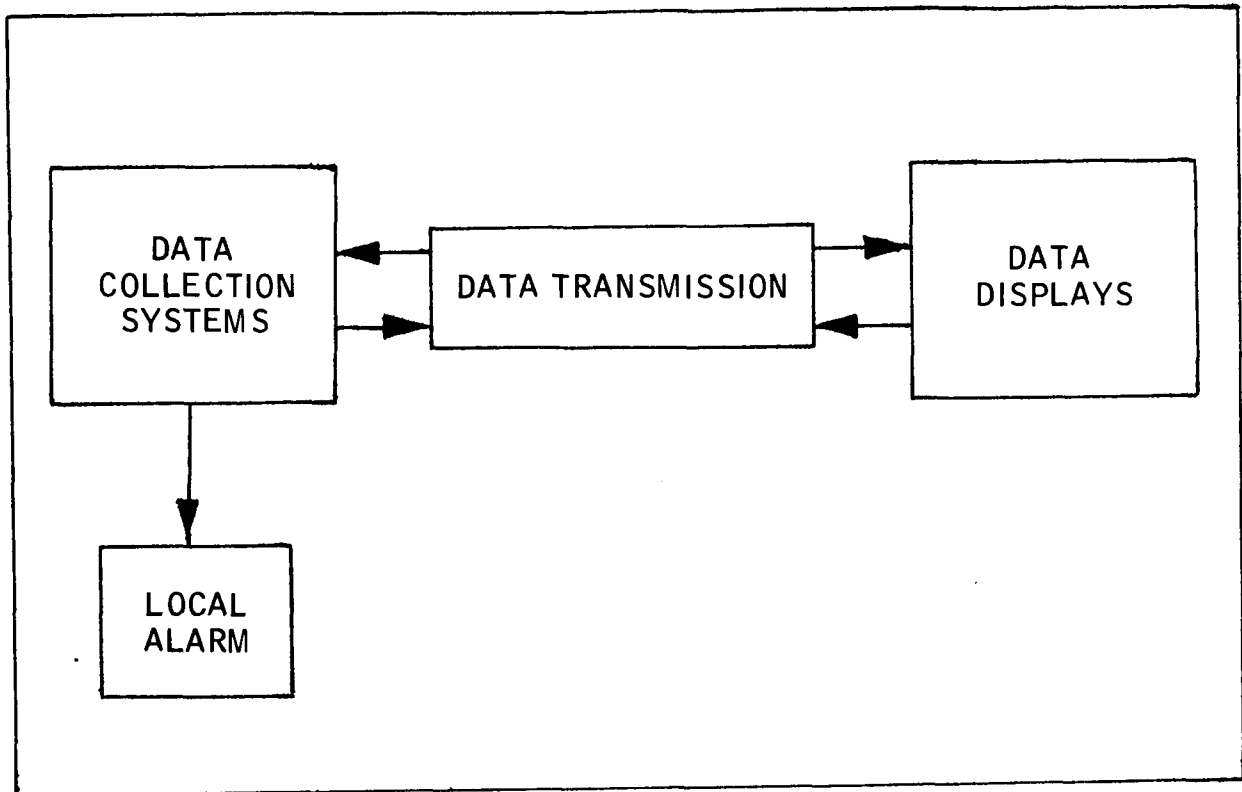 DATA
COLLECTION
SYSTEMS
DATA TRANSMISSION
DATA
DISPLAYS
LOCAL
ALARM